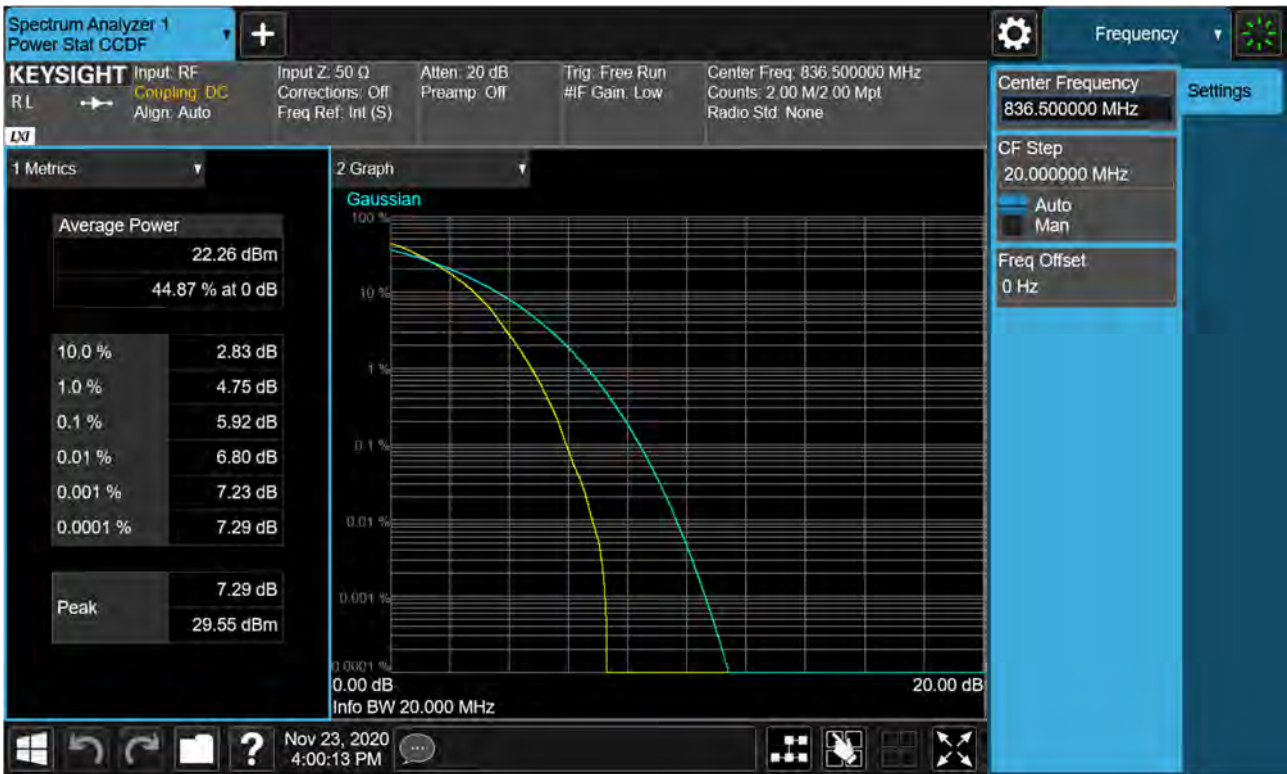 Spectrum Analyzer 1
Power Stat CCDF
+
Frequency
KEYSIGHT
RL
LXI
Input: RF
Coupling: DC
Align: Auto
Input Z: 50 Ω
Corrections: Off
Freq Ref: Int (S)
Atten: 20 dB
Preamp: Off
Trig: Free Run
#IF Gain: Low
Center Freq: 836.500000 MHz
Counts: 2.00 M/2.00 Mpt
Radio Std: None
Center Frequency
836.500000 MHz
Settings
CF Step
20.000000 MHz
Auto
Man
Freq Offset
0 Hz
1 Metrics
Average Power
22.26 dBm
44.87 % at 0 dB
10.0 % 2.83 dB
1.0 % 4.75 dB
0.1 % 5.92 dB
0.01 % 6.80 dB
0.001 % 7.23 dB
0.0001 % 7.29 dB
Peak 7.29 dB
29.55 dBm
2 Graph
Gaussian
100 %
10 %
1 %
0.1 %
0.01 %
0.001 %
0.0001 %
0.00 dB 20.00 dB
Info BW 20.000 MHz
?
Nov 23, 2020
4:00:13 PM